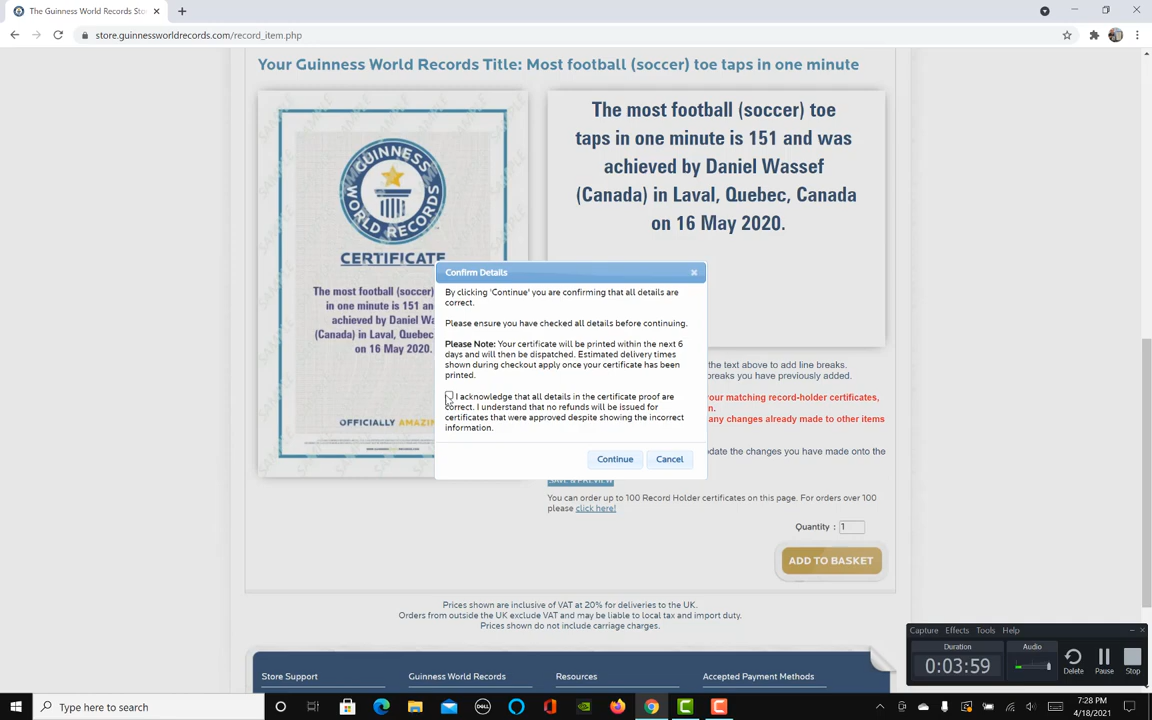 The Guinness World Records Sto
store.guinnessworldrecords.com/record_item.php
Your Guinness World Records Title: Most football (soccer) toe taps in one minute
GUINNESS
WORLD RECORDS
CERTIFICATE
The most football (soccer)
in one minute is 151 an
achieved by Daniel Wa
(Canada) in Laval, Quebec,
on 16 May 2020.
OFFICIALLY AMAZIN
The most football (soccer) toe
taps in one minute is 151 and was
achieved by Daniel Wassef
(Canada) in Laval, Quebec, Canada
on 16 May 2020.
Confirm Details
By clicking 'Continue' you are confirming that all details are
correct.
Please ensure you have checked all details before continuing.
Please Note: Your certificate will be printed within the next 6
days and will then be dispatched. Estimated delivery times
shown during checkout apply once your certificate has been
printed.
I acknowledge that all details in the certificate proof are
correct. I understand that no refunds will be issued for
certificates that were approved despite showing the incorrect
information.
Continue
Cancel
the text above to add line breaks.
breaks you have previously added.
your matching record-holder certificates,
n.
any changes already made to other items
date the changes you have made onto the
SAVE & PREVIEW
You can order up to 100 Record Holder certificates on this page. For orders over 100
please click here!
Quantity : 1
ADD TO BASKET
Prices shown are inclusive of VAT at 20% for deliveries to the UK.
Orders from outside the UK exclude VAT and may be liable to local tax and import duty.
Prices shown do not include carriage charges.
Store Support
Guinness World Records
Resources
Accepted Payment Methods
Capture Effects Tools Help
Duration
0:03:59
Audio
Delete
Pause
Stop
Type here to search
DELL
7:28 PM
4/18/2021